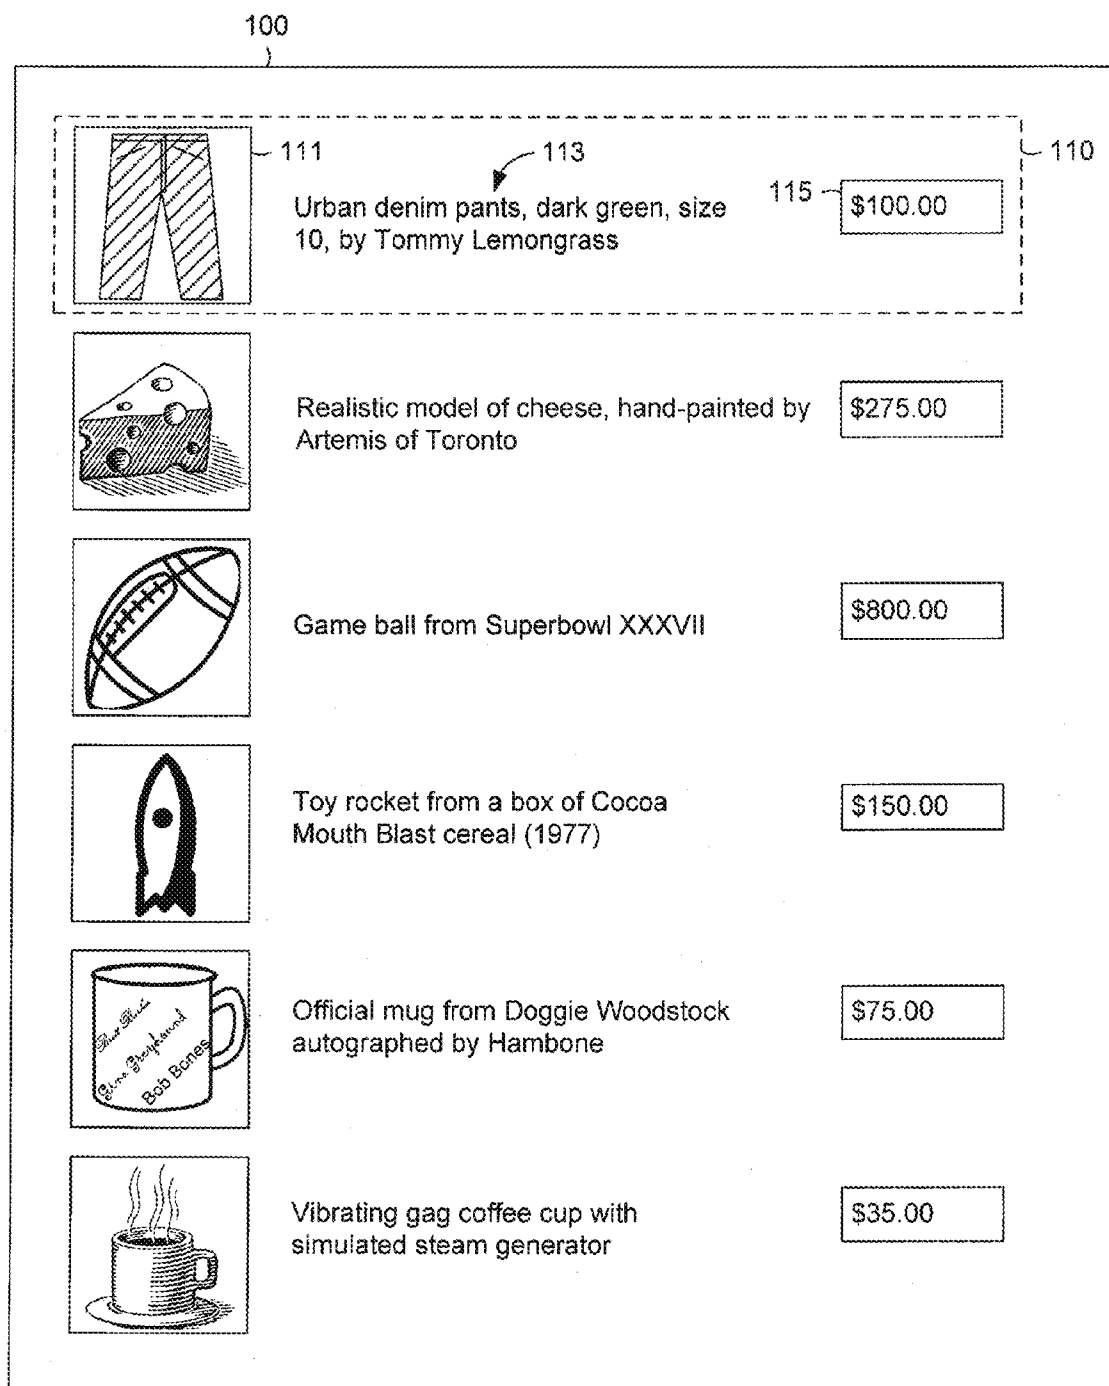 100
111
113
110
Urban denim pants, dark green, size
10, by Tommy Lemongrass
115
$100.00
Realistic model of cheese, hand-painted by
Artemis of Toronto
$275.00
Game ball from Superbowl XXXVII
$800.00
Toy rocket from a box of Cocoa
Mouth Blast cereal (1977)
$150.00
Official mug from Doggie Woodstock
autographed by Hambone
$75.00
Greyhound
Bob Bones
Vibrating gag coffee cup with
simulated steam generator
$35.00